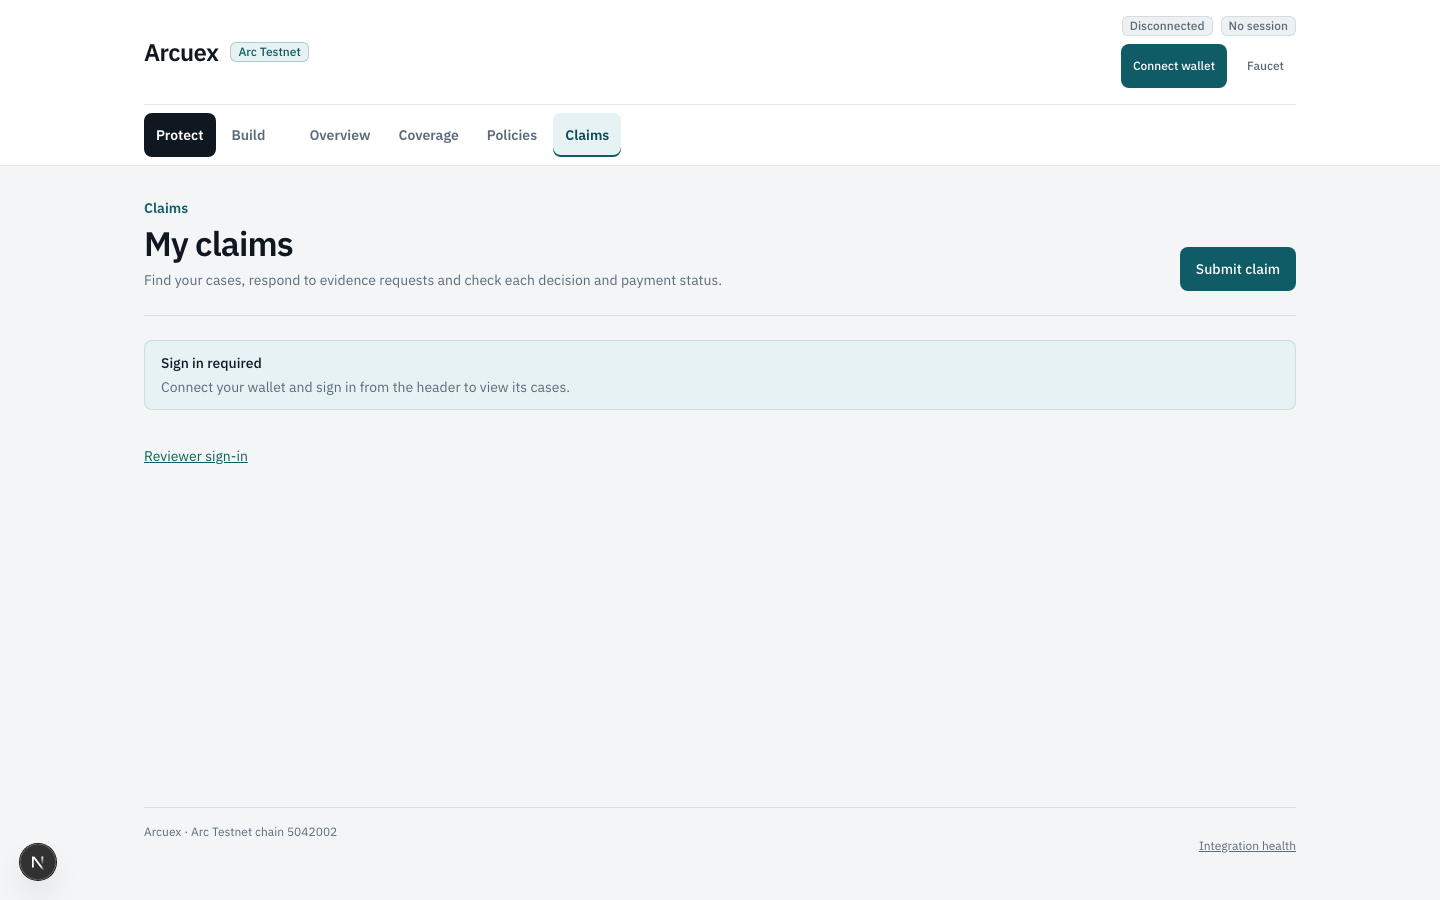 Arcuex
Arc Testnet
Disconnected
No session
Connect wallet
Faucet
Protect
Build
Overview
Coverage
Policies
Claims
Claims
My claims
Find your cases, respond to evidence requests and check each decision and payment status.
Submit claim
Sign in required
Connect your wallet and sign in from the header to view its cases.
Reviewer sign-in
Arcuex · Arc Testnet chain 5042002
Integration health
N